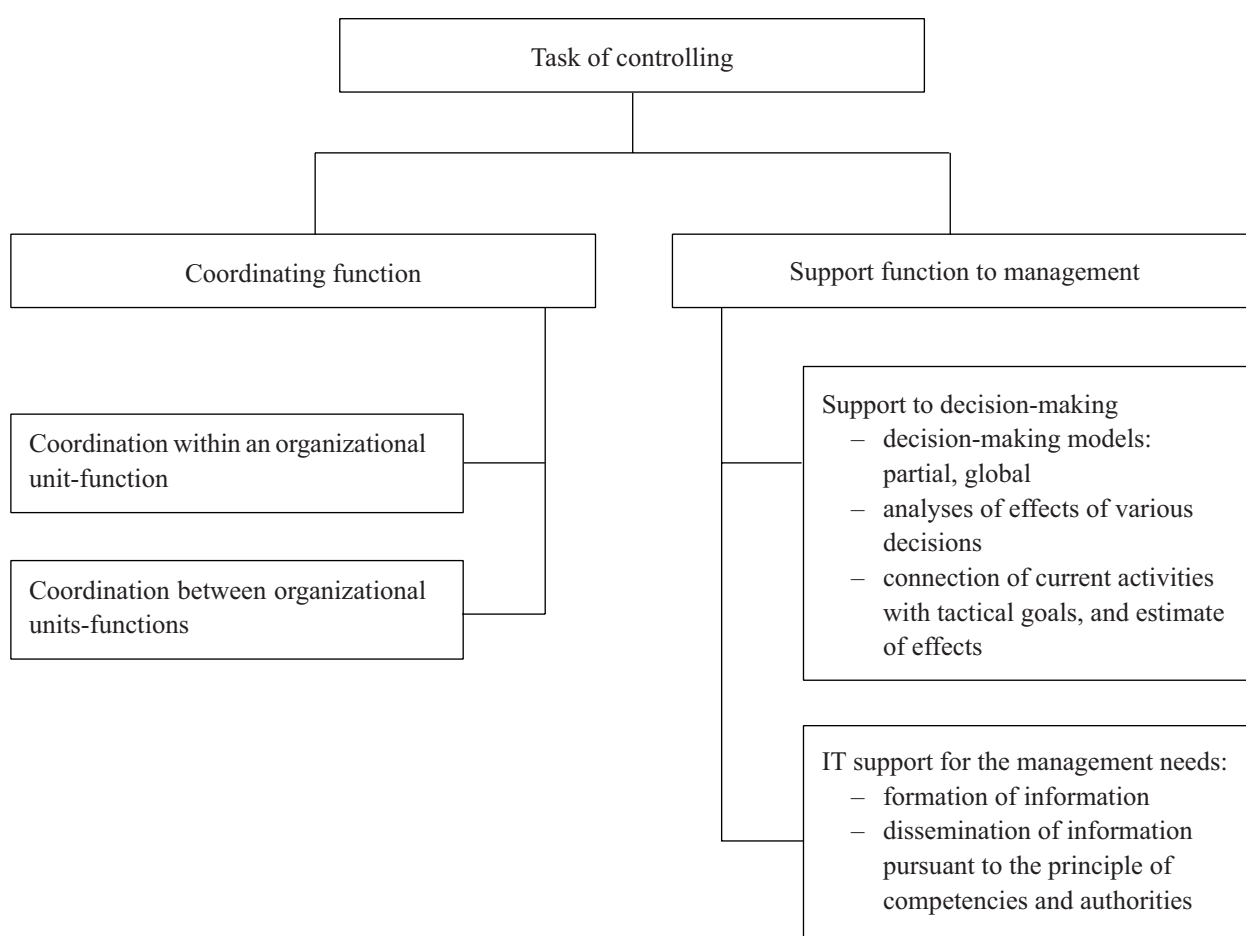 Task of controlling
Coordinating function
Support function to management
Coordination within an organizational
unit-function
Coordination between organizational
units-functions
Support to decision-making
– decision-making models:
partial, global
– analyses of effects of various
decisions
– connection of current activities
with tactical goals, and estimate
of effects
IT support for the management needs:
– formation of information
– dissemination of information
pursuant to the principle of
competencies and authorities